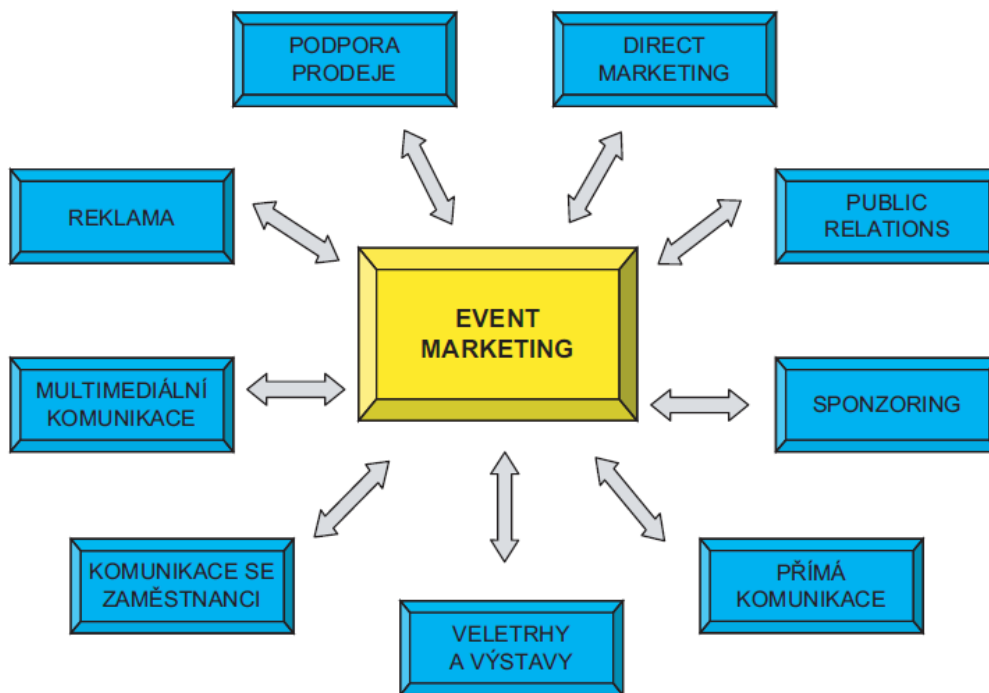 PODPORA
PRODEJE
DIRECT
MARKETING
REKLAMA
PUBLIC
RELATIONS
EVENT
MARKETING
MULTIMEDIÁLNÍ
KOMUNIKACE
SPONZORING
KOMUNIKACE SE
ZAMĚSTNANCI
PŘÍMÁ
KOMUNIKACE
VELETRHY
A VÝSTAVY